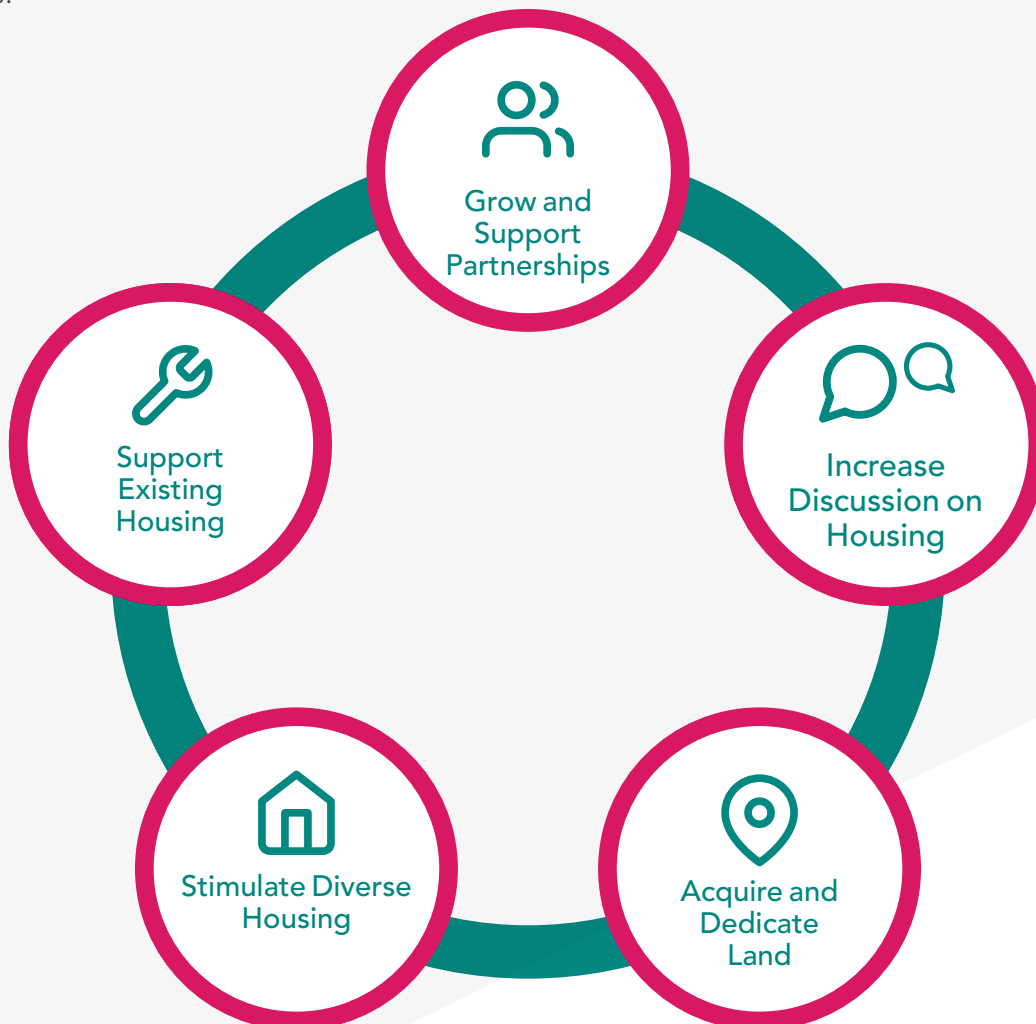 Grow and
Support
Partnerships
Increase
Discussion on
Housing
Support
Existing
Housing
Stimulate Diverse
Housing
Acquire and
Dedicate
Land